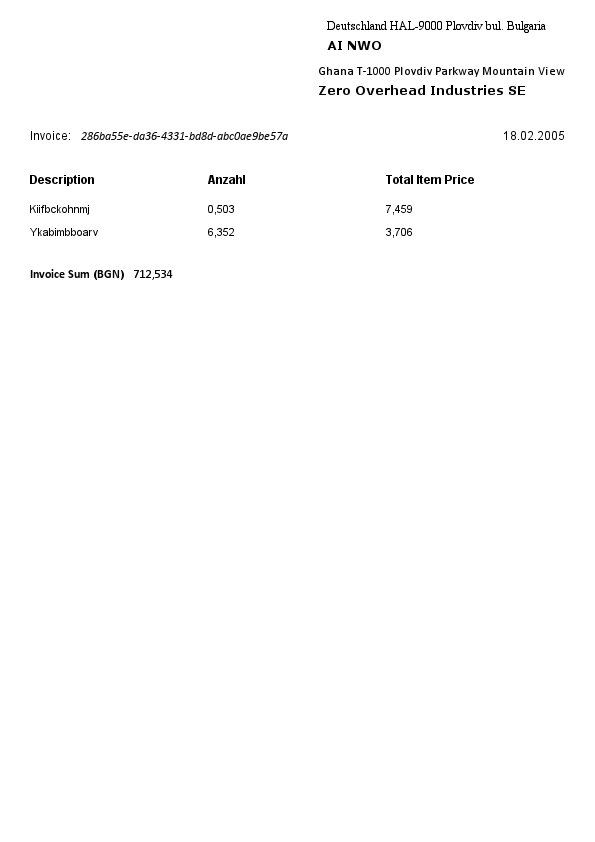 Deutschland HAL-9000 Plovdiv bul. Bulgaria
AI NWO
Ghana T-1000 Plovdiv Parkway Mountain View
Zero Overhead Industries SE
Invoice: 286ba55e-da36-4331-bd8d-abc0ae9be57a 18.02.2005
Description Anzahl Total Item Price
Kiifbckohnmj 0,503 7,459
Ykabimbboarv 6,352 3,706
Invoice Sum (BGN) 712,534